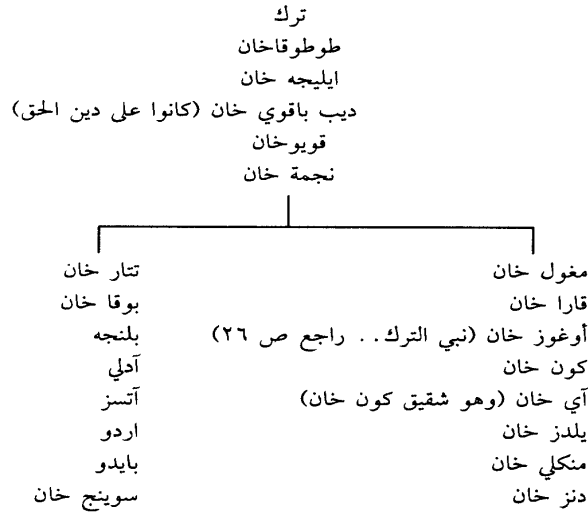 ترك
طوطوقاخان
ايليجه خان
ديب باقوي خان (كانوا على دين الحق)
قويوخان
نجمة خان
مغول خان
قارا خان
أوغوز خان (نبي الترك.. راجع ص ٢٦)
كون خان
آي خان (وهو شقيق كون خان)
يلدز خان
منكلي خان
دنز خان
تتار خان
بوقا خان
بلنجه
آدلي
آتسز
اردو
بايدو
سوينج خان